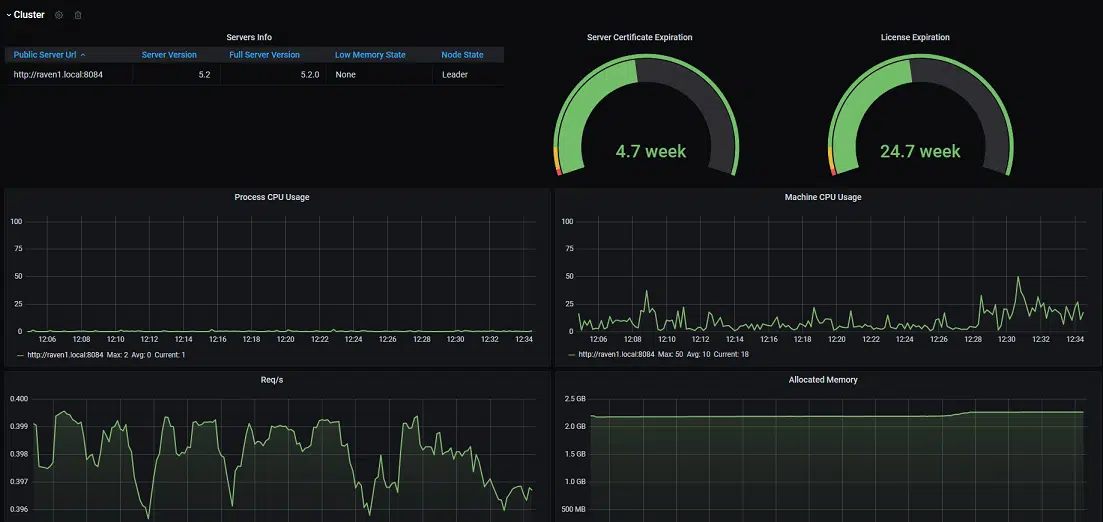 Cluster
Servers Info
Public Server Url Server Version Full Server Version Low Memory State Node State
http://raven1.local:8084 5.2 5.2.0 None Leader
Server Certificate Expiration
4.7 week
License Expiration
24.7 week
Process CPU Usage
100
75
50
25
0
12:06 12:08 12:10 12:12 12:14 12:16 12:18 12:20 12:22 12:24 12:26 12:28 12:30 12:32 12:34
http://raven1.local:8084 Max: 2 Avg: 0 Current: 1
Machine CPU Usage
100
75
50
25
0
12:06 12:08 12:10 12:12 12:14 12:16 12:18 12:20 12:22 12:24 12:26 12:28 12:30 12:32 12:34
http://raven1.local:8084 Max: 50 Avg: 10 Current: 18
Req/s
0.400
0.399
0.398
0.397
0.396
Allocated Memory
2.5 GB
2.0 GB
1.5 GB
1.0 GB
500 MB